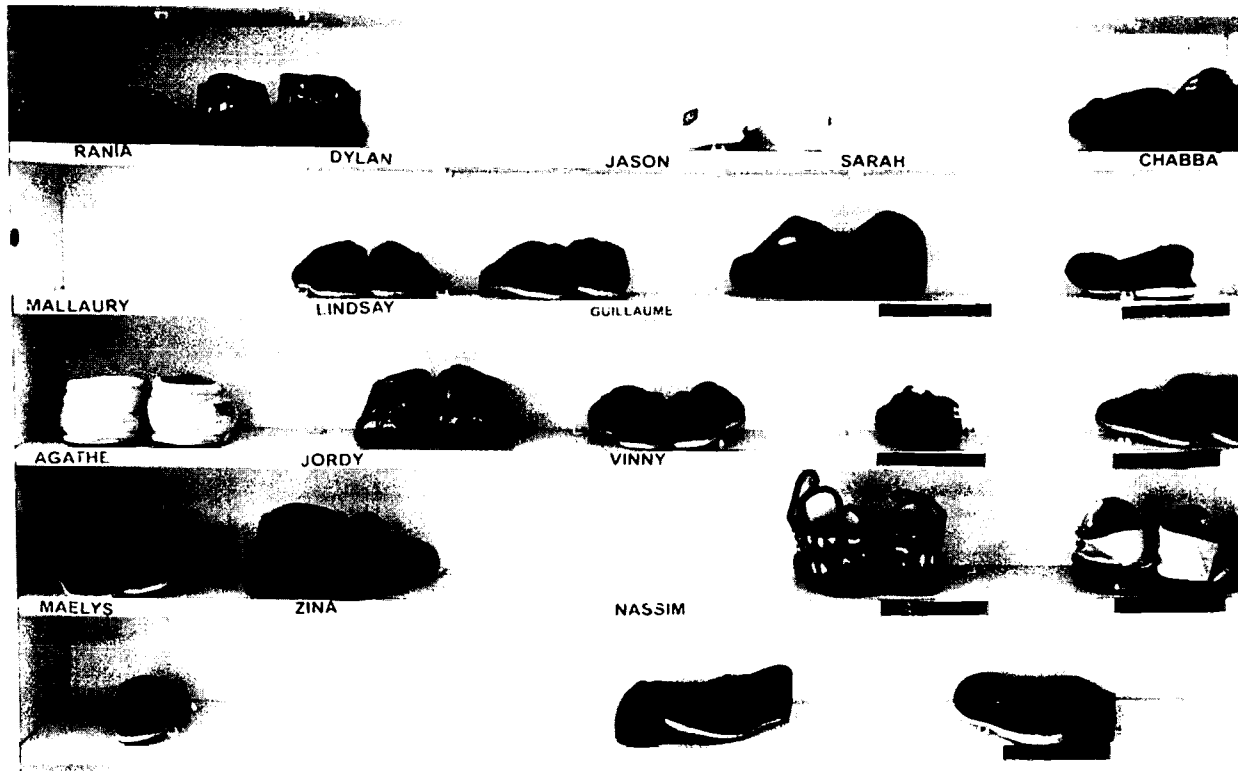 RANIA DYLAN JASON SARAH CHABBA
MALLAURY LINDSAY GUILLAUME
AGATHE JORDY VINNY
MAELYS ZINA NASSIM